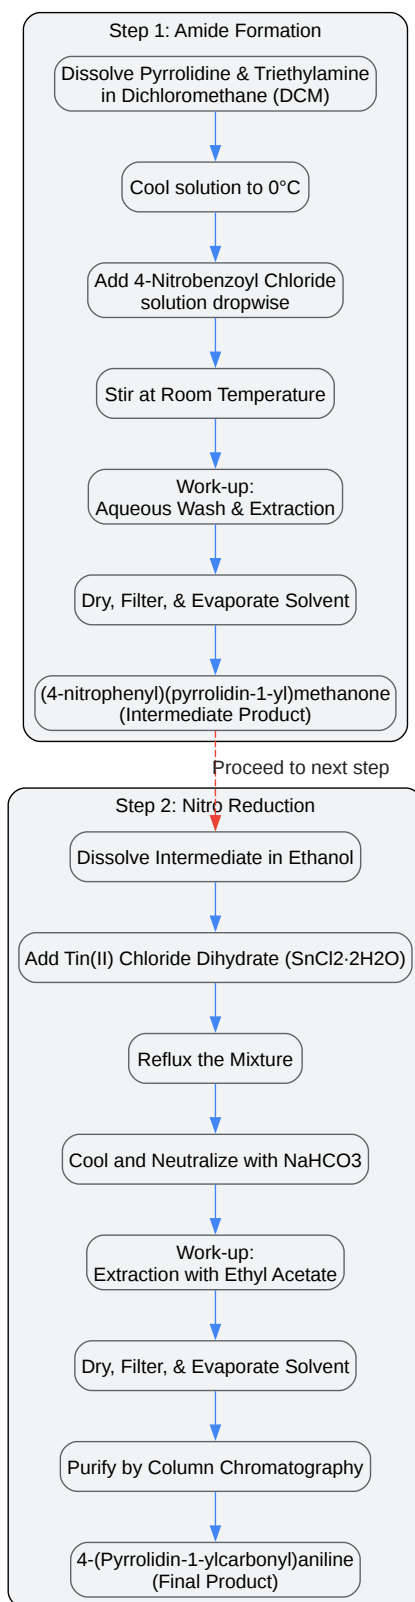 Step 1: Amide Formation
Dissolve Pyrrolidine & Triethylamine
in Dichloromethane (DCM)
Cool solution to 0°C
Add 4-Nitrobenzoyl Chloride
solution dropwise
Stir at Room Temperature
Work-up:
Aqueous Wash & Extraction
Dry, Filter, & Evaporate Solvent
(4-nitrophenyl)(pyrrolidin-1-yl)methanone
(Intermediate Product)
Proceed to next step
Step 2: Nitro Reduction
Dissolve Intermediate in Ethanol
Add Tin(II) Chloride Dihydrate (SnCl2·2H2O)
Reflux the Mixture
Cool and Neutralize with NaHCO3
Work-up:
Extraction with Ethyl Acetate
Dry, Filter, & Evaporate Solvent
Purify by Column Chromatography
4-(Pyrrolidin-1-ylcarbonyl)aniline
(Final Product)